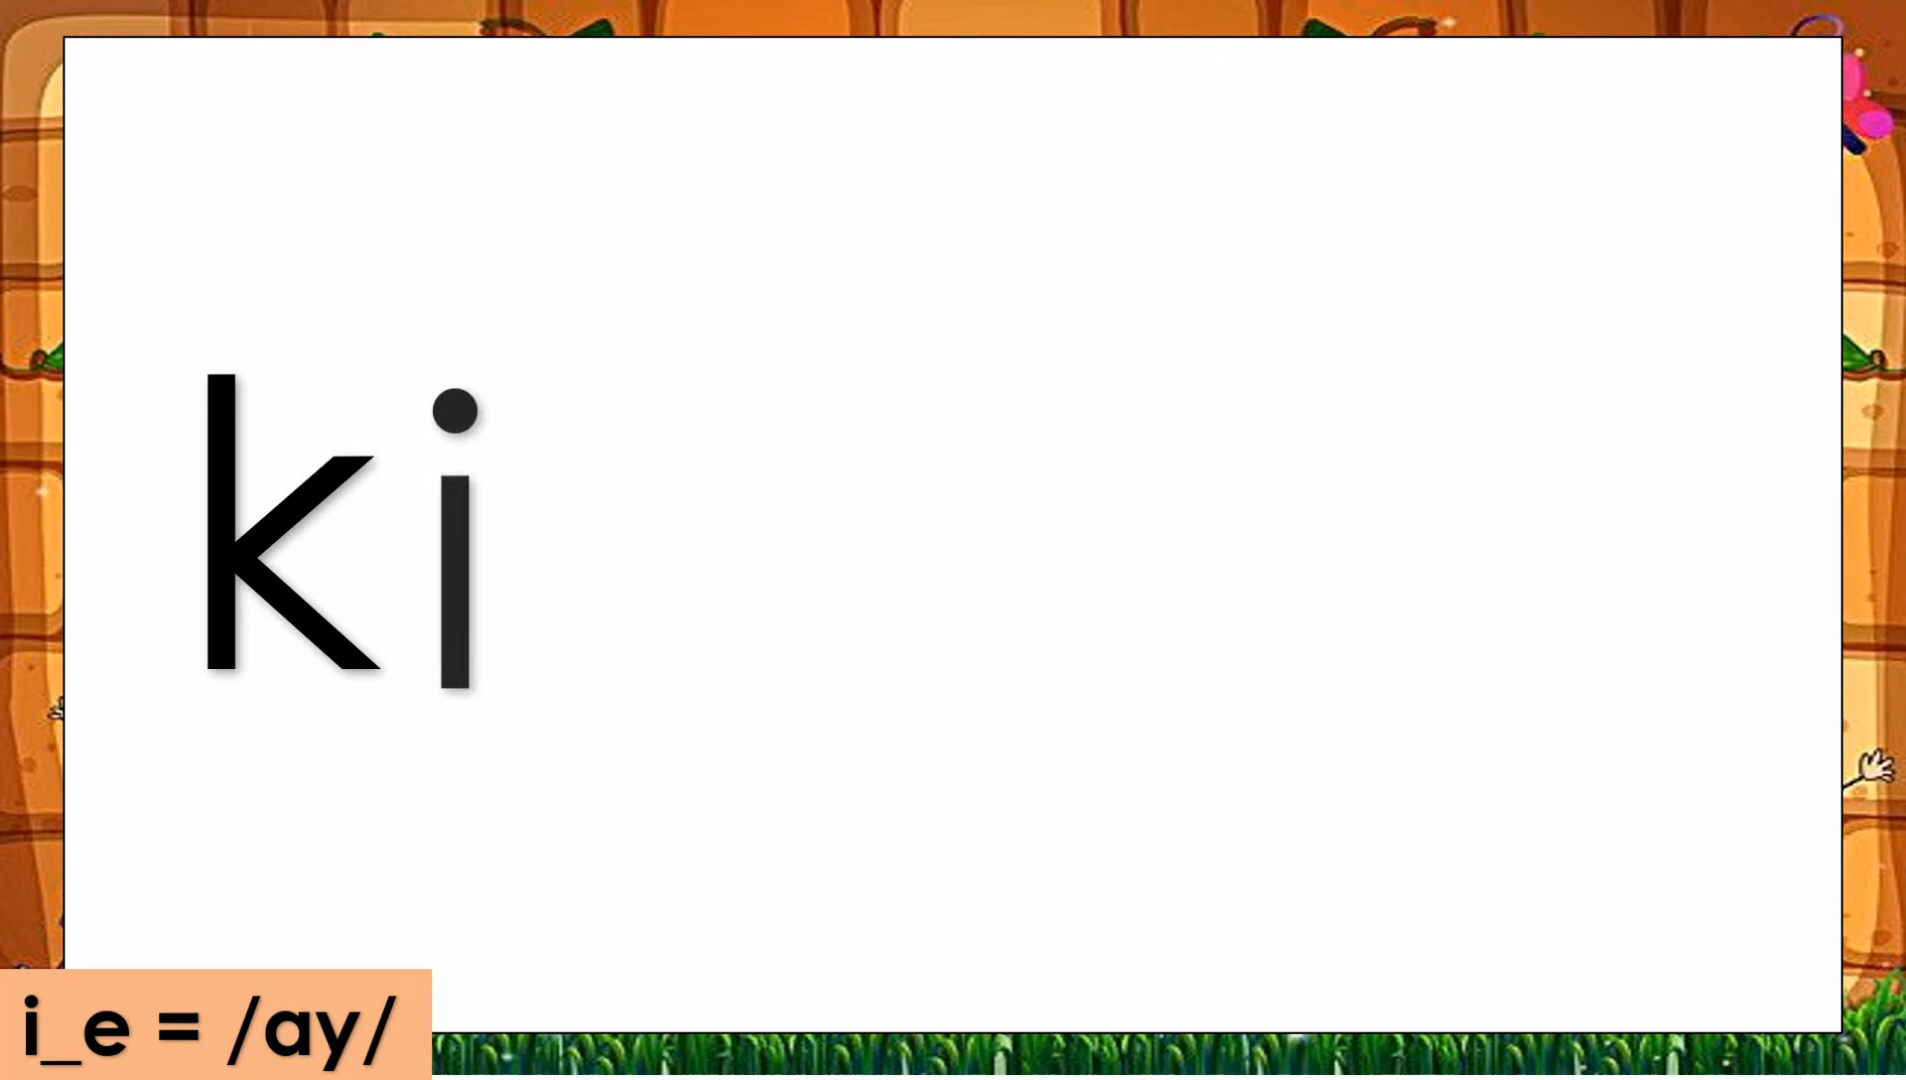 ki
i_e = /ay/